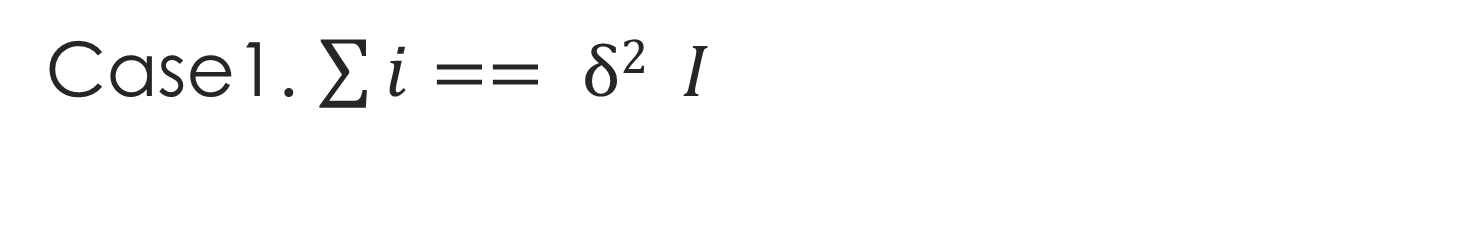 Case1. ∑ i == δ² I